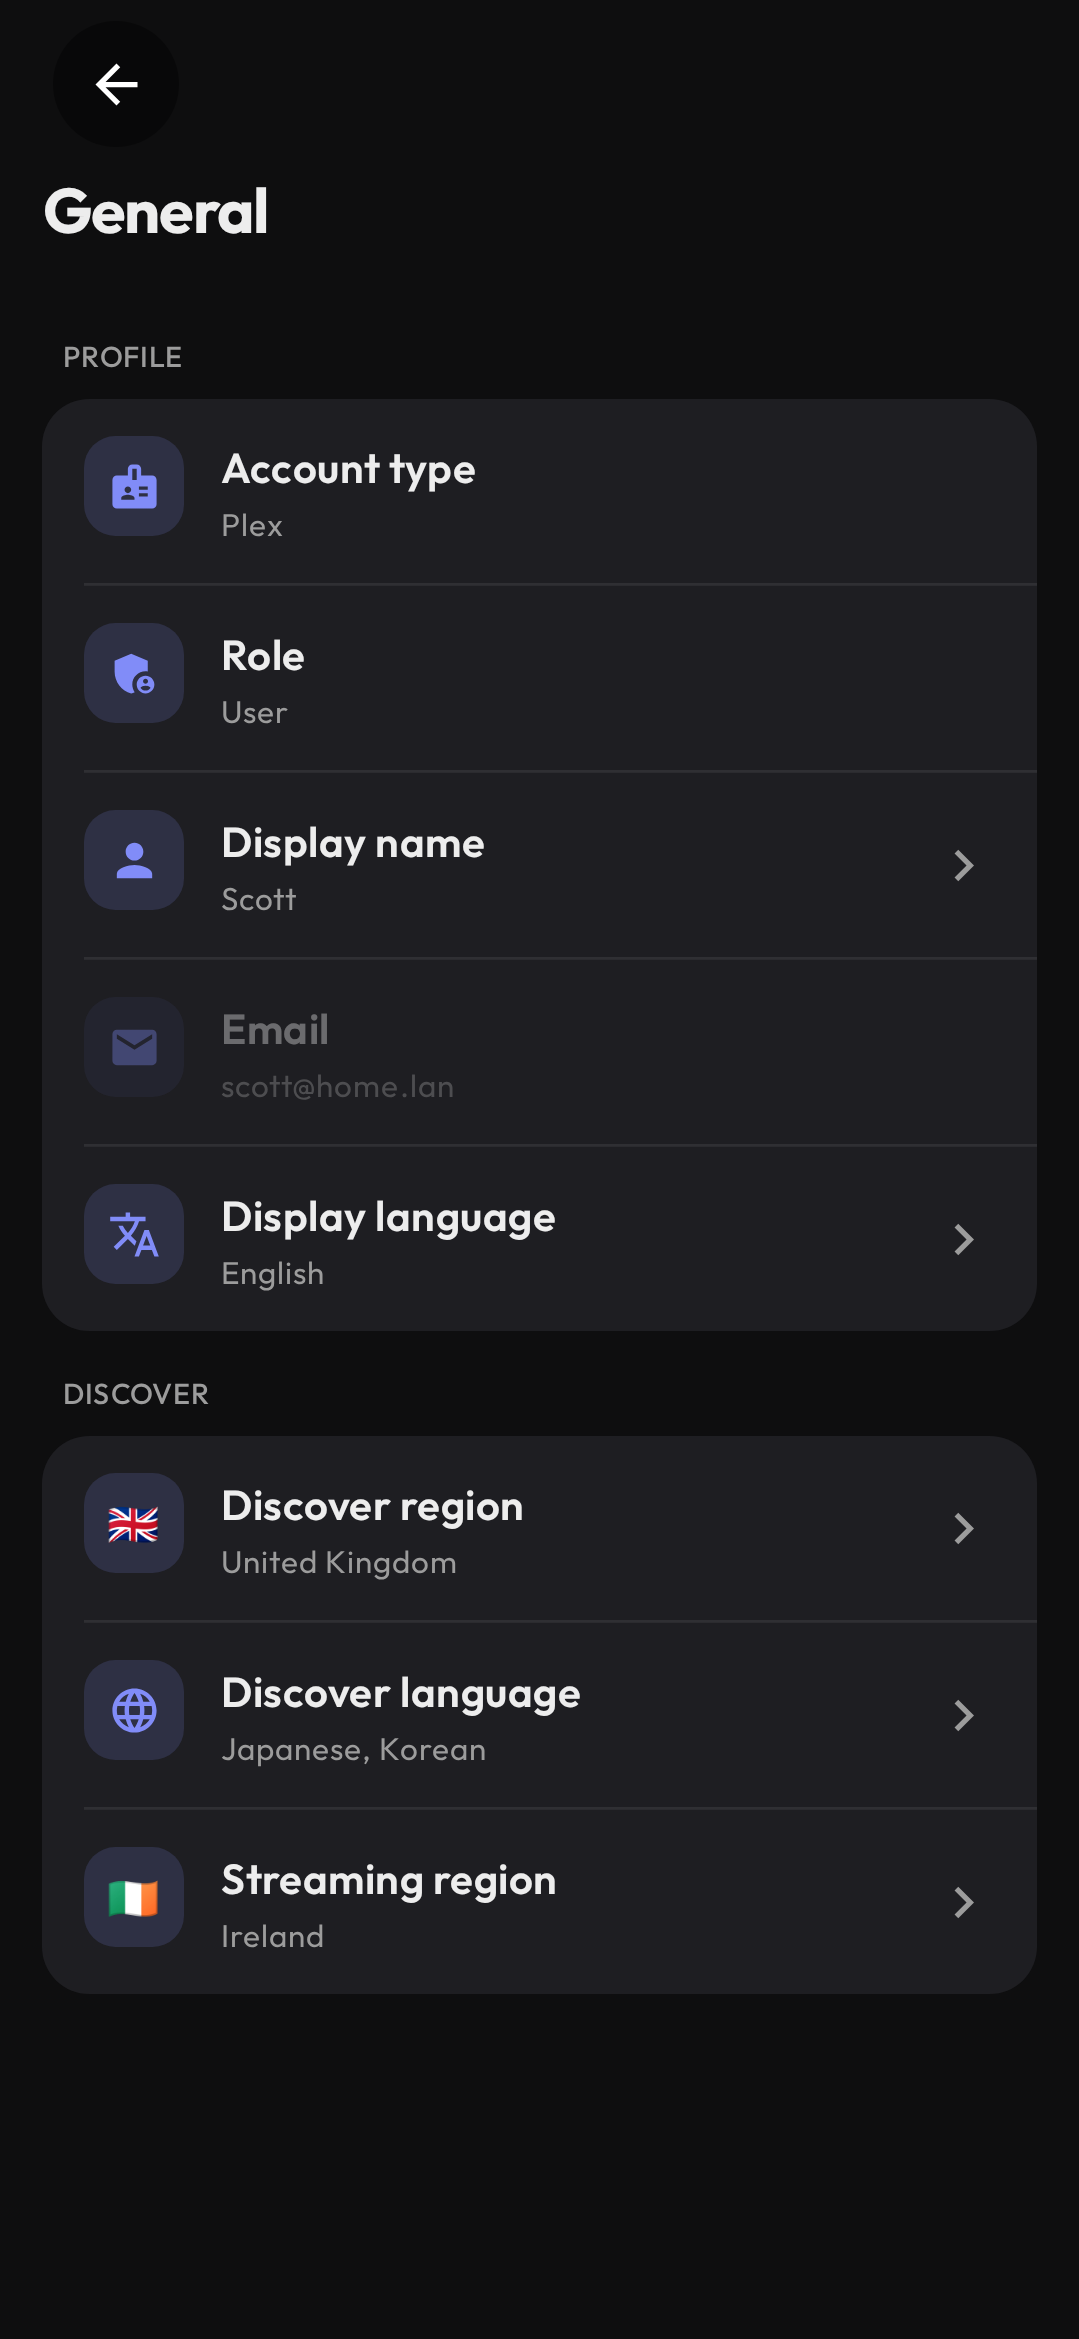 General
PROFILE
Account type
Plex
Role
User
Display name
Scott
Email
scott@home.lan
Display language
English
DISCOVER
Discover region
United Kingdom
Discover language
Japanese, Korean
Streaming region
Ireland